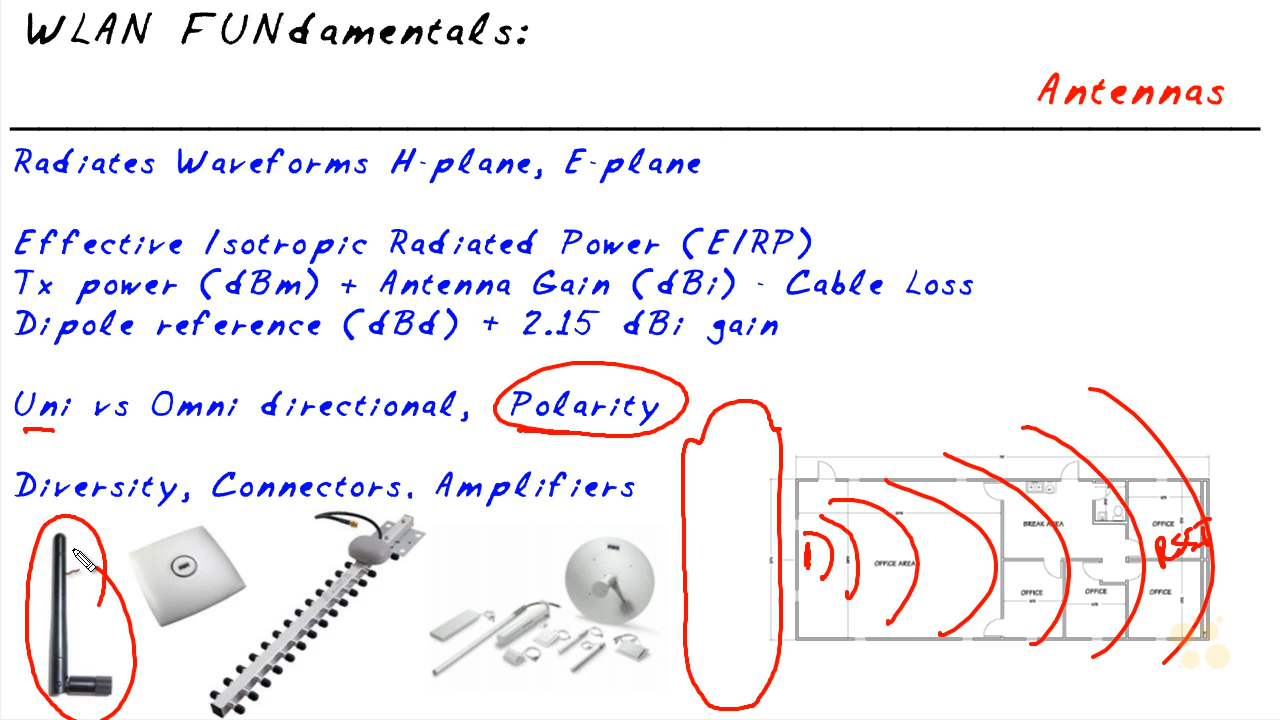 WLAN FUNdamentals:
Antennas
Radiates Waveforms H-plane, E-plane
Effective Isotropic Radiated Power (EIRP)
Tx power (dBm) + Antenna Gain (dBi) - Cable Loss
Dipole reference (dBd) + 2.15 dBi gain
Uni vs Omni directional, Polarity
Diversity, Connectors. Amplifiers
BREAK AREA
OFFICE
RSSI
OFFICE AREA
OFFICE
OFFICE
OFFICE